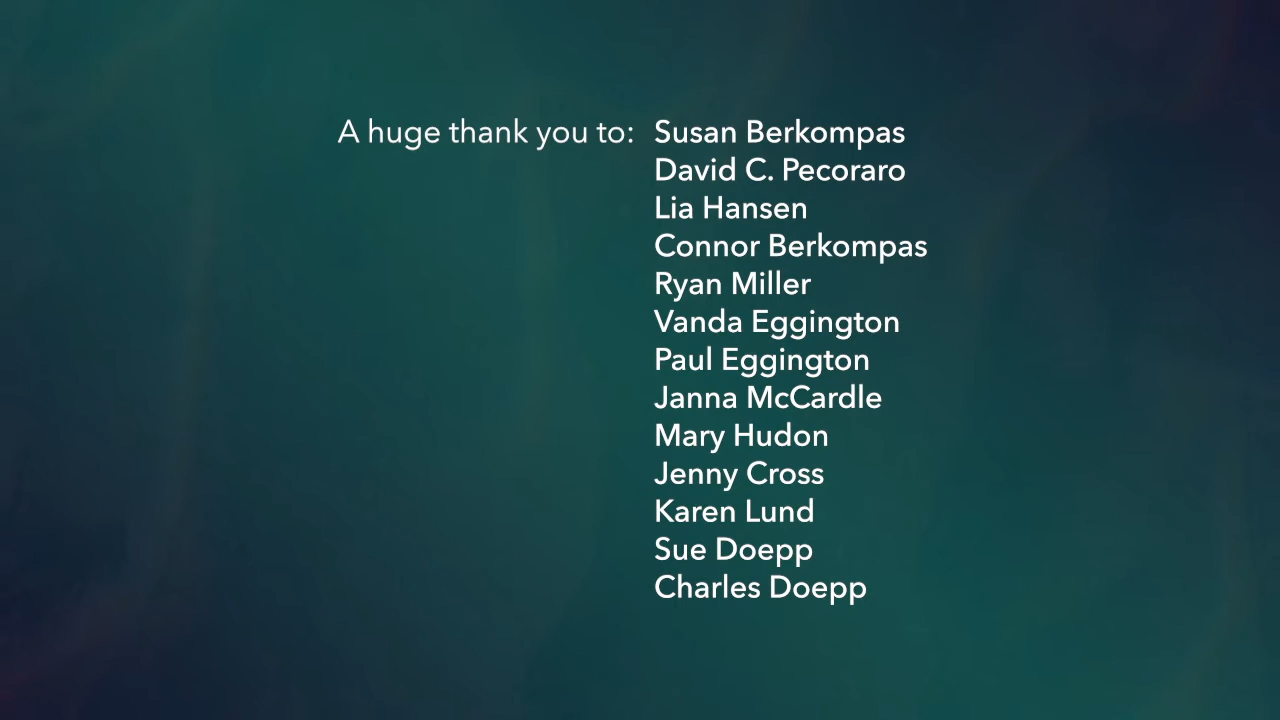 A huge thank you to: Susan Berkompas
David C. Pecoraro
Lia Hansen
Connor Berkompas
Ryan Miller
Vanda Eggington
Paul Eggington
Janna McCardle
Mary Hudon
Jenny Cross
Karen Lund
Sue Doepp
Charles Doepp